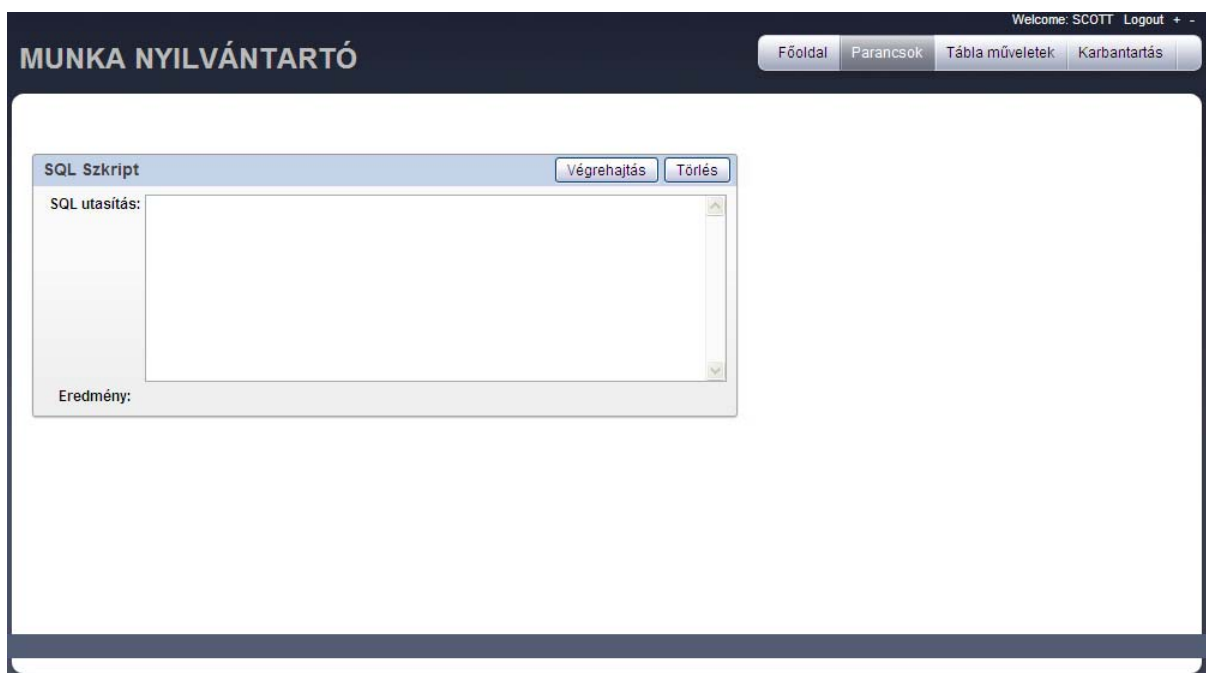 Welcome: SCOTT Logout + -
MUNKA NYILVÁNTARTÓ
Főoldal Parancsok Tábla műveletek Karbantartás
SQL Szkript Végrehajtás Törlés
SQL utasítás:
Eredmény: